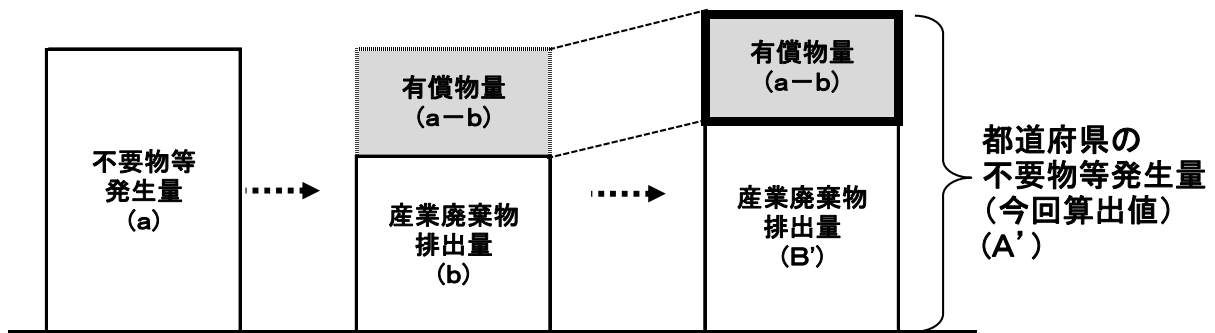 不要物等
発生量
(a)
有償物量
(a－b)
産業廃棄物
排出量
(b)
有償物量
(a－b)
産業廃棄物
排出量
(B')
都道府県の
不要物等発生量
（今回算出値）
(A’)